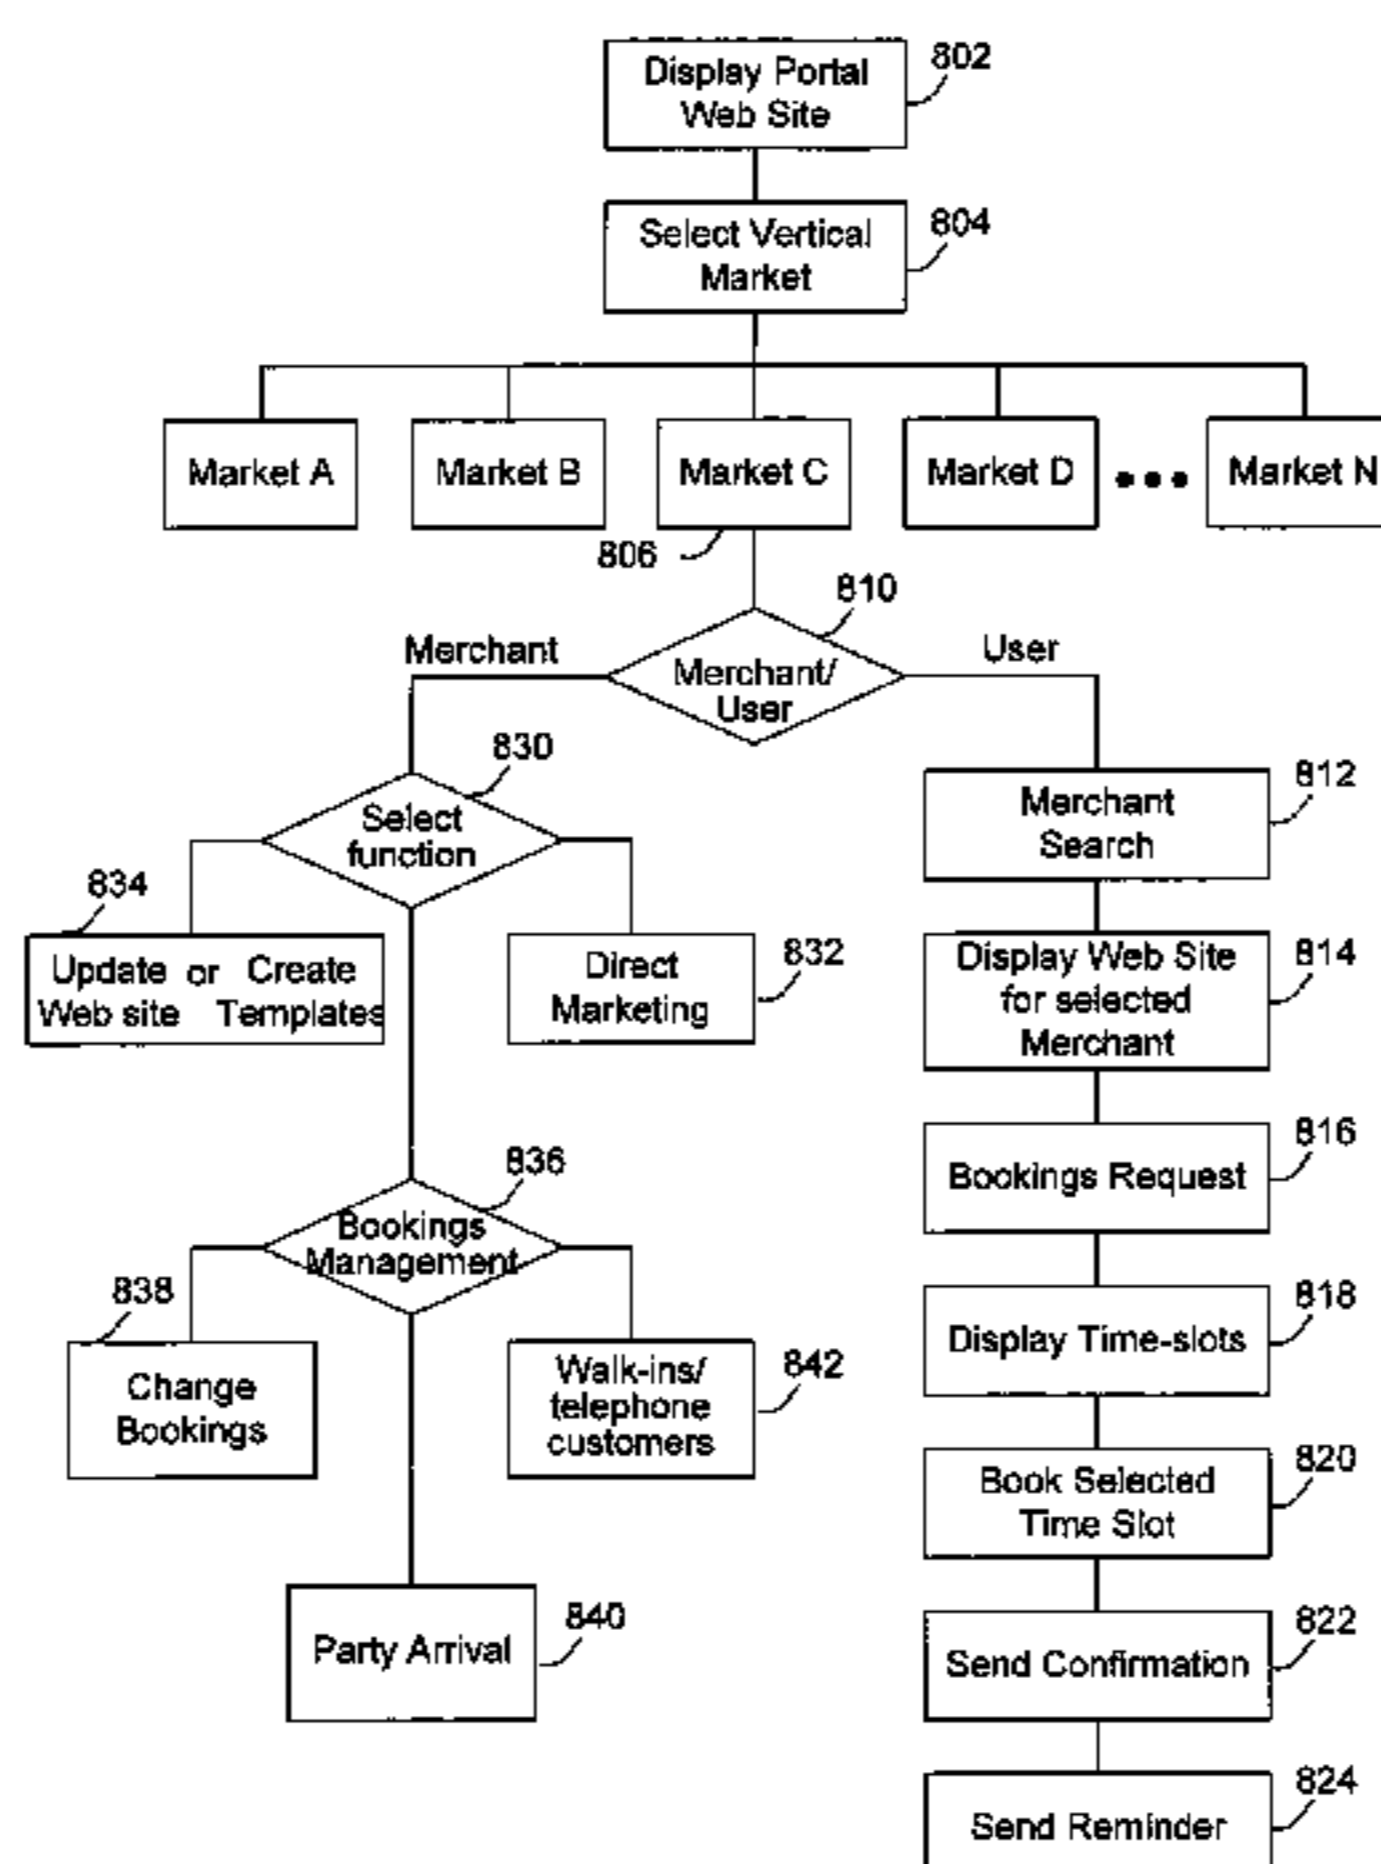 802
Display Portal
Web Site
804
Select Vertical
Market
Market A
Market B
Market C
Market D
•••
Market N
806
810
Merchant
User
Merchant/
User
830
Select
function
812
Merchant
Search
834
Update or Create
Web site Templates
Direct
Marketing
832
Display Web Site
for selected
Merchant
814
836
Bookings
Management
Bookings Request
816
838
Change
Bookings
Walk-ins/
telephone
customers
842
Display Time-slots
818
Book Selected
Time Slot
820
Party Arrival
840
Send Confirmation
822
Send Reminder
824